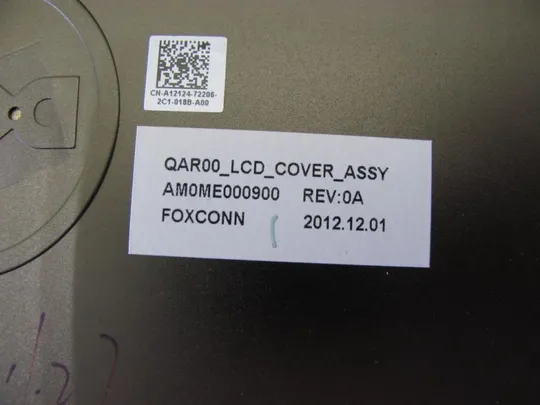 CN-A12124-72206-
2C1-018B-A00
QAR00_LCD_COVER_ASSY
AM0ME000900 REV:0A
FOXCONN 2012.12.01